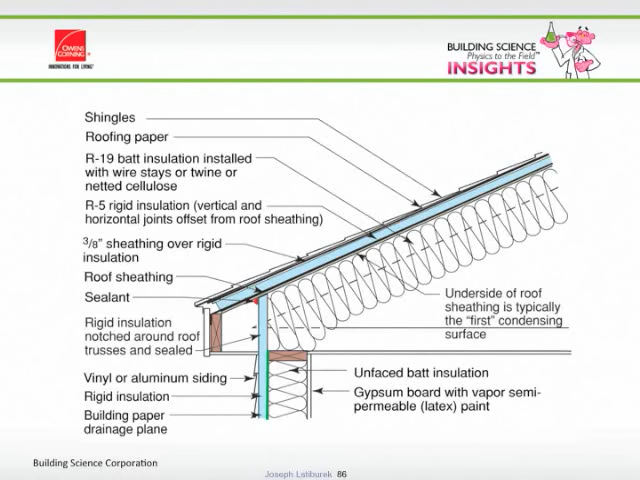 OWENS
CORNING
INNOVATIONS FOR LIVING™
BUILDING SCIENCE
Physics to the Field™
INSIGHTS
Shingles
Roofing paper
R-19 batt insulation installed
with wire stays or twine or
netted cellulose
R-5 rigid insulation (vertical and
horizontal joints offset from roof sheathing)
3/8" sheathing over rigid
insulation
Roof sheathing
Sealant
Rigid insulation
notched around roof
trusses and sealed
Vinyl or aluminum siding
Rigid insulation
Building paper
drainage plane
Underside of roof
sheathing is typically
the “first” condensing
surface
Unfaced batt insulation
Gypsum board with vapor semi-
permeable (latex) paint
Building Science Corporation
Joseph Lstiburek 86